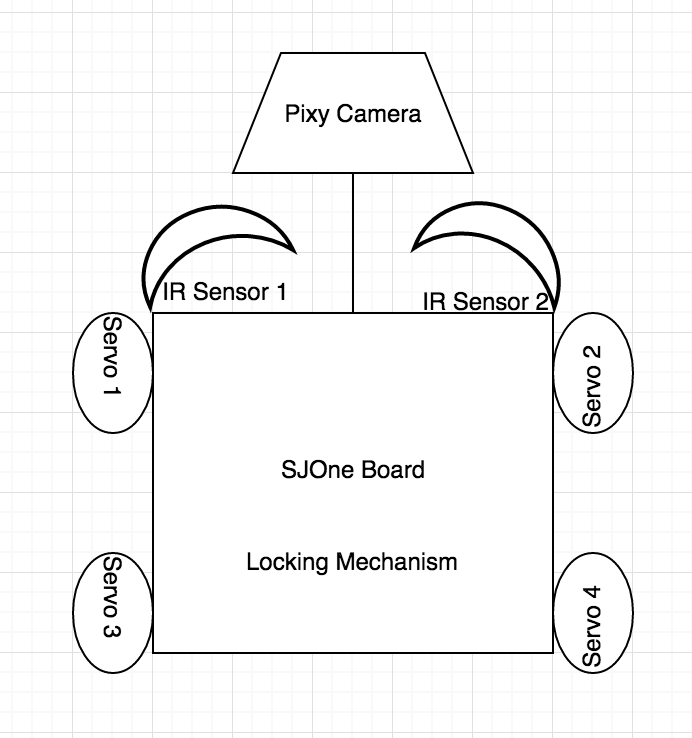 Pixy Camera
IR Sensor 1
IR Sensor 2
Servo 1
Servo 2
SJOne Board
Locking Mechanism
Servo 3
Servo 4